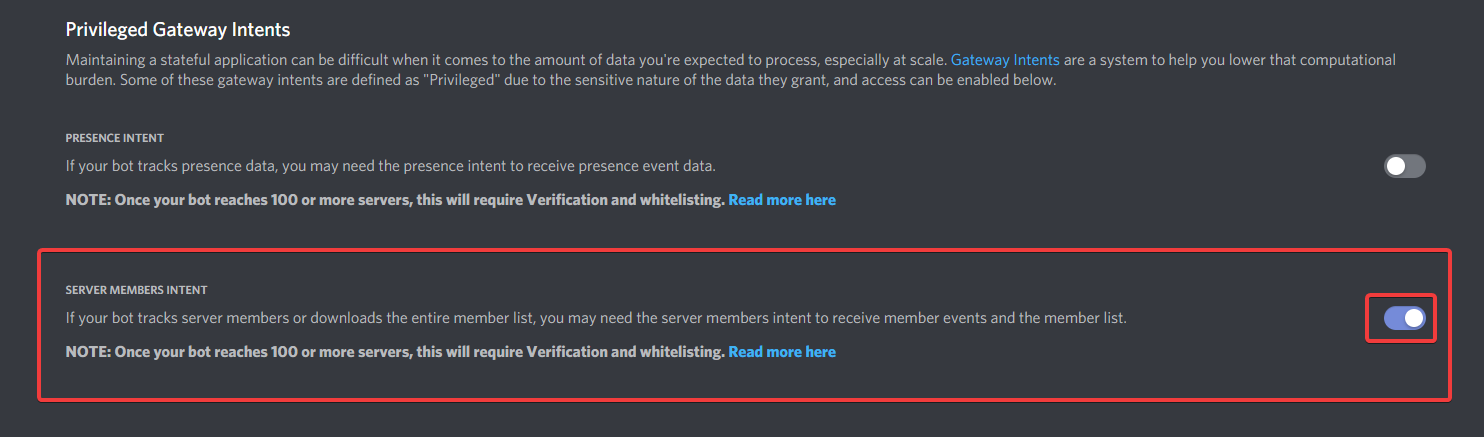 Privileged Gateway Intents
Maintaining a stateful application can be difficult when it comes to the amount of data you're expected to process, especially at scale. Gateway Intents are a system to help you lower that computational
burden. Some of these gateway intents are defined as "Privileged" due to the sensitive nature of the data they grant, and access can be enabled below.
PRESENCE INTENT
If your bot tracks presence data, you may need the presence intent to receive presence event data.
NOTE: Once your bot reaches 100 or more servers, this will require Verification and whitelisting. Read more here
SERVER MEMBERS INTENT
If your bot tracks server members or downloads the entire member list, you may need the server members intent to receive member events and the member list.
NOTE: Once your bot reaches 100 or more servers, this will require Verification and whitelisting. Read more here